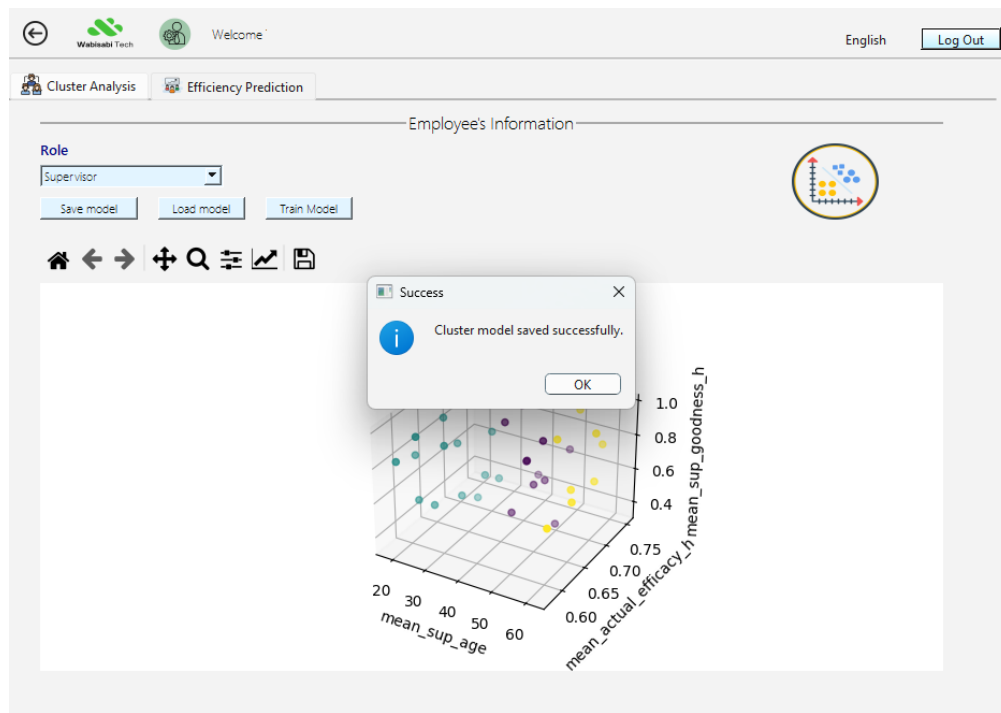 Wabisabi Tech
Welcome
English
Log Out
Cluster Analysis
Efficiency Prediction
Employee's Information
Role
Supervisor
Save model
Load model
Train Model
Success
Cluster model saved successfully.
OK
1.0
0.8
0.6
0.4
mean_sup_goodness_h
0.75
0.70
0.65
0.60
mean_actual_efficacy_h
20
30
40
50
60
mean_sup_age